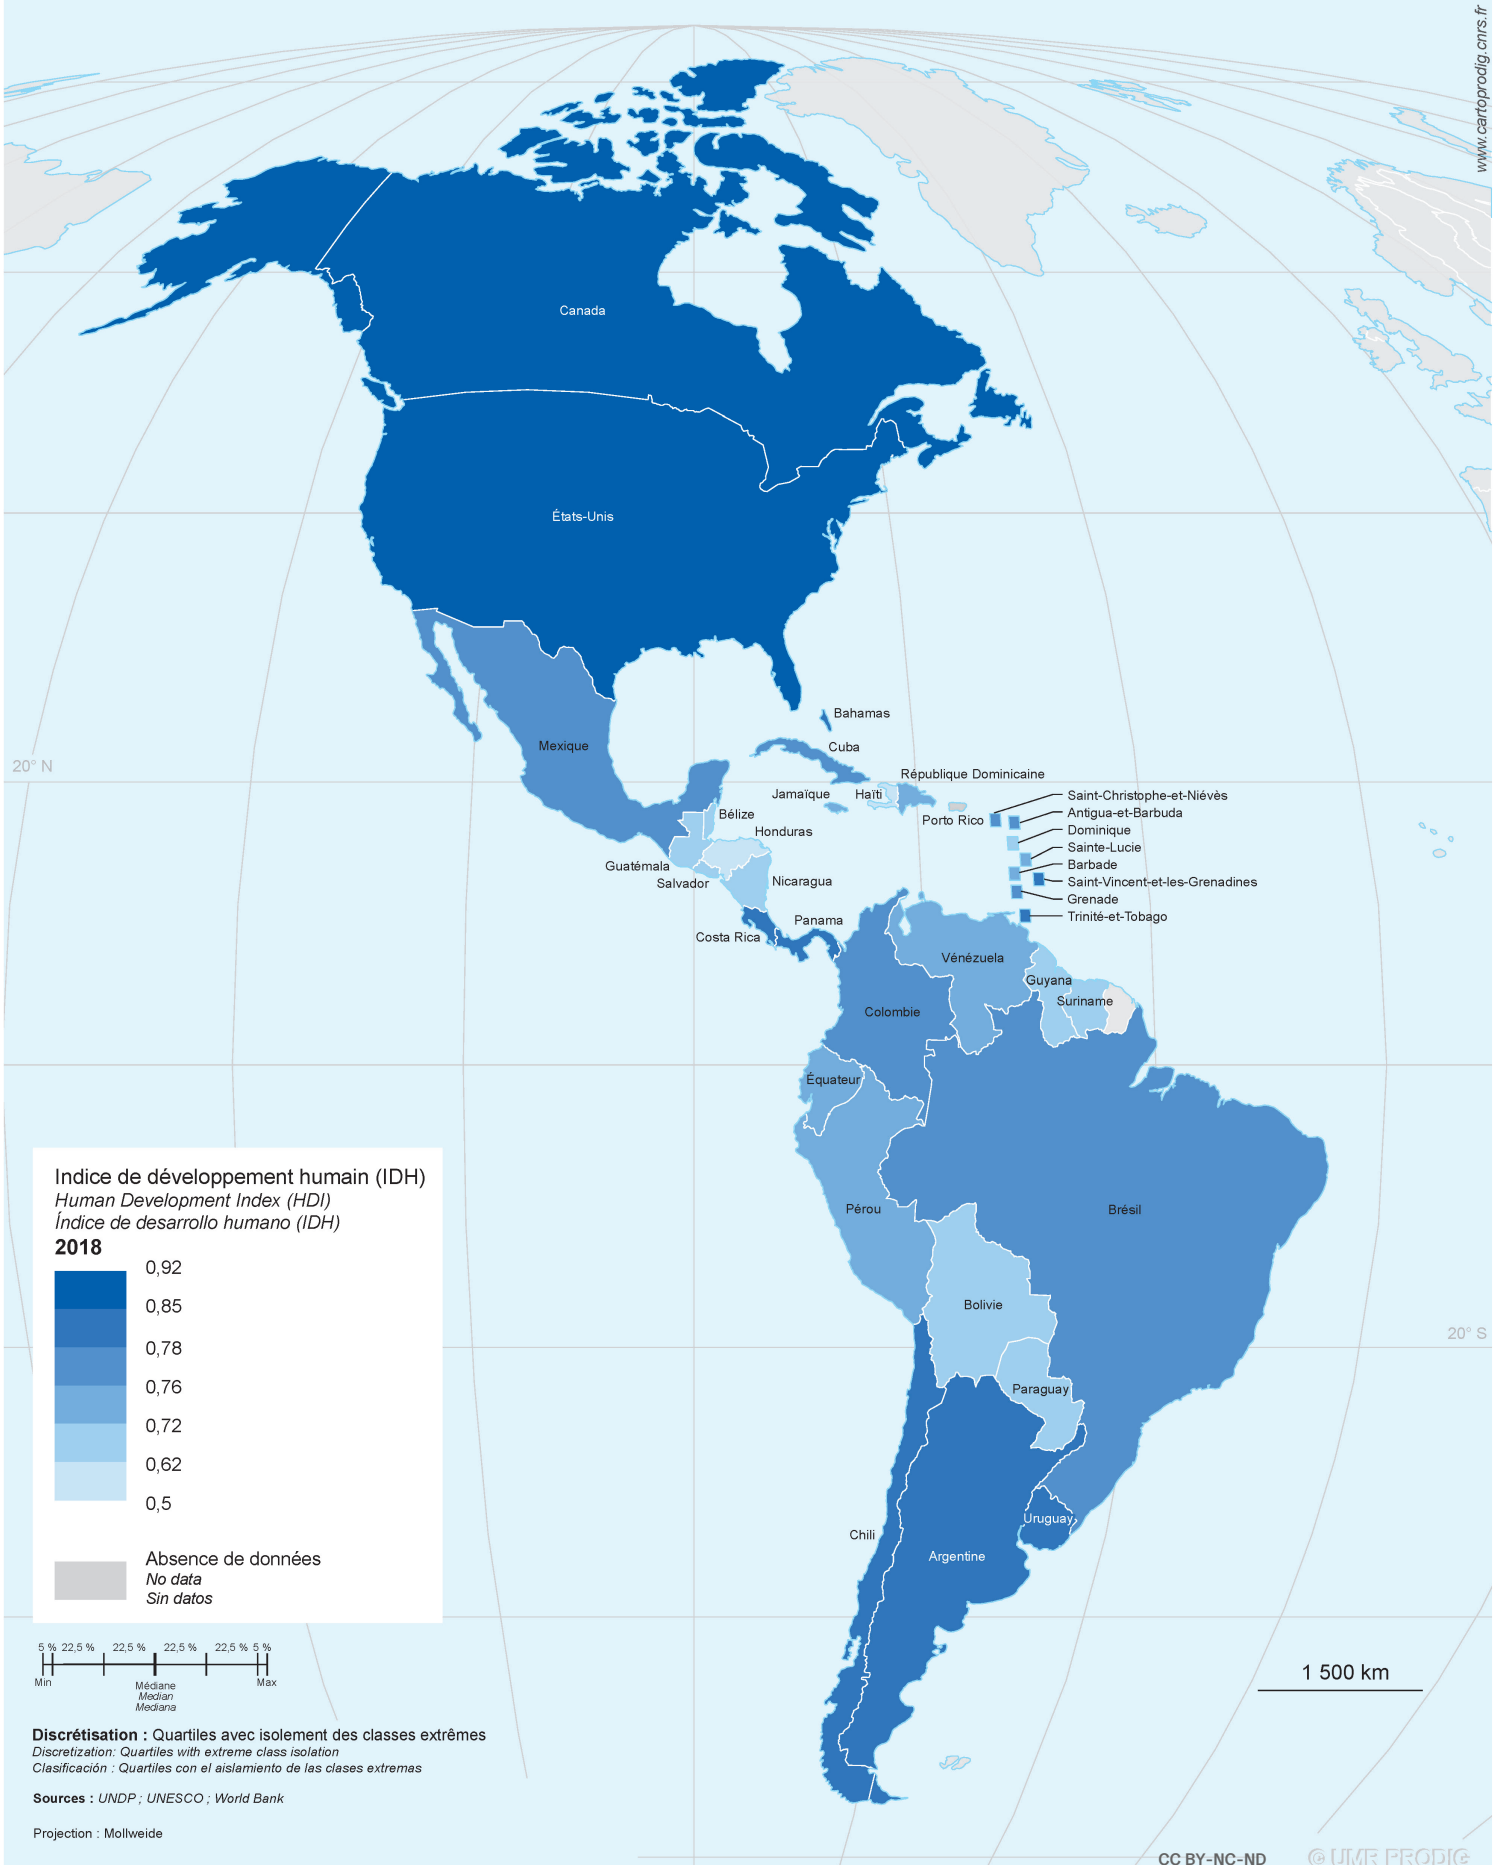 www.cartoprodig.cnrs.fr
Canada
États-Unis
Bahamas
Mexique
Cuba
20° N
République Dominicaine
Jamaïque
Haïti
Saint-Christophe-et-Niévès
Antigua-et-Barbuda
Bélize
Porto Rico
Dominique
Honduras
Sainte-Lucie
Guatémala
Barbade
Salvador
Nicaragua
Saint-Vincent-et-les-Grenadines
Grenade
Panama
Trinité-et-Tobago
Costa Rica
Vénézuela
Guyana
Suriname
Colombie
Équateur
Pérou
Brésil
Bolivie
20° S
Paraguay
Uruguay
Chili
Argentine
Indice de développement humain (IDH)
Human Development Index (HDI)
Índice de desarrollo humano (IDH)
2018
0,92
0,85
0,78
0,76
0,72
0,62
0,5
Absence de données
No data
Sin datos
5 % 22,5 % 22,5 % 22,5 % 22,5 % 5 %
Min Max
Médiane
Median
Mediana
1 500 km
Discrétisation : Quartiles avec isolement des classes extrêmes
Discretization: Quartiles with extreme class isolation
Clasificación : Quartiles con el aislamiento de las clases extremas
Sources : UNDP ; UNESCO ; World Bank
Projection : Mollweide
CC BY-NC-ND © UMR PRODIG